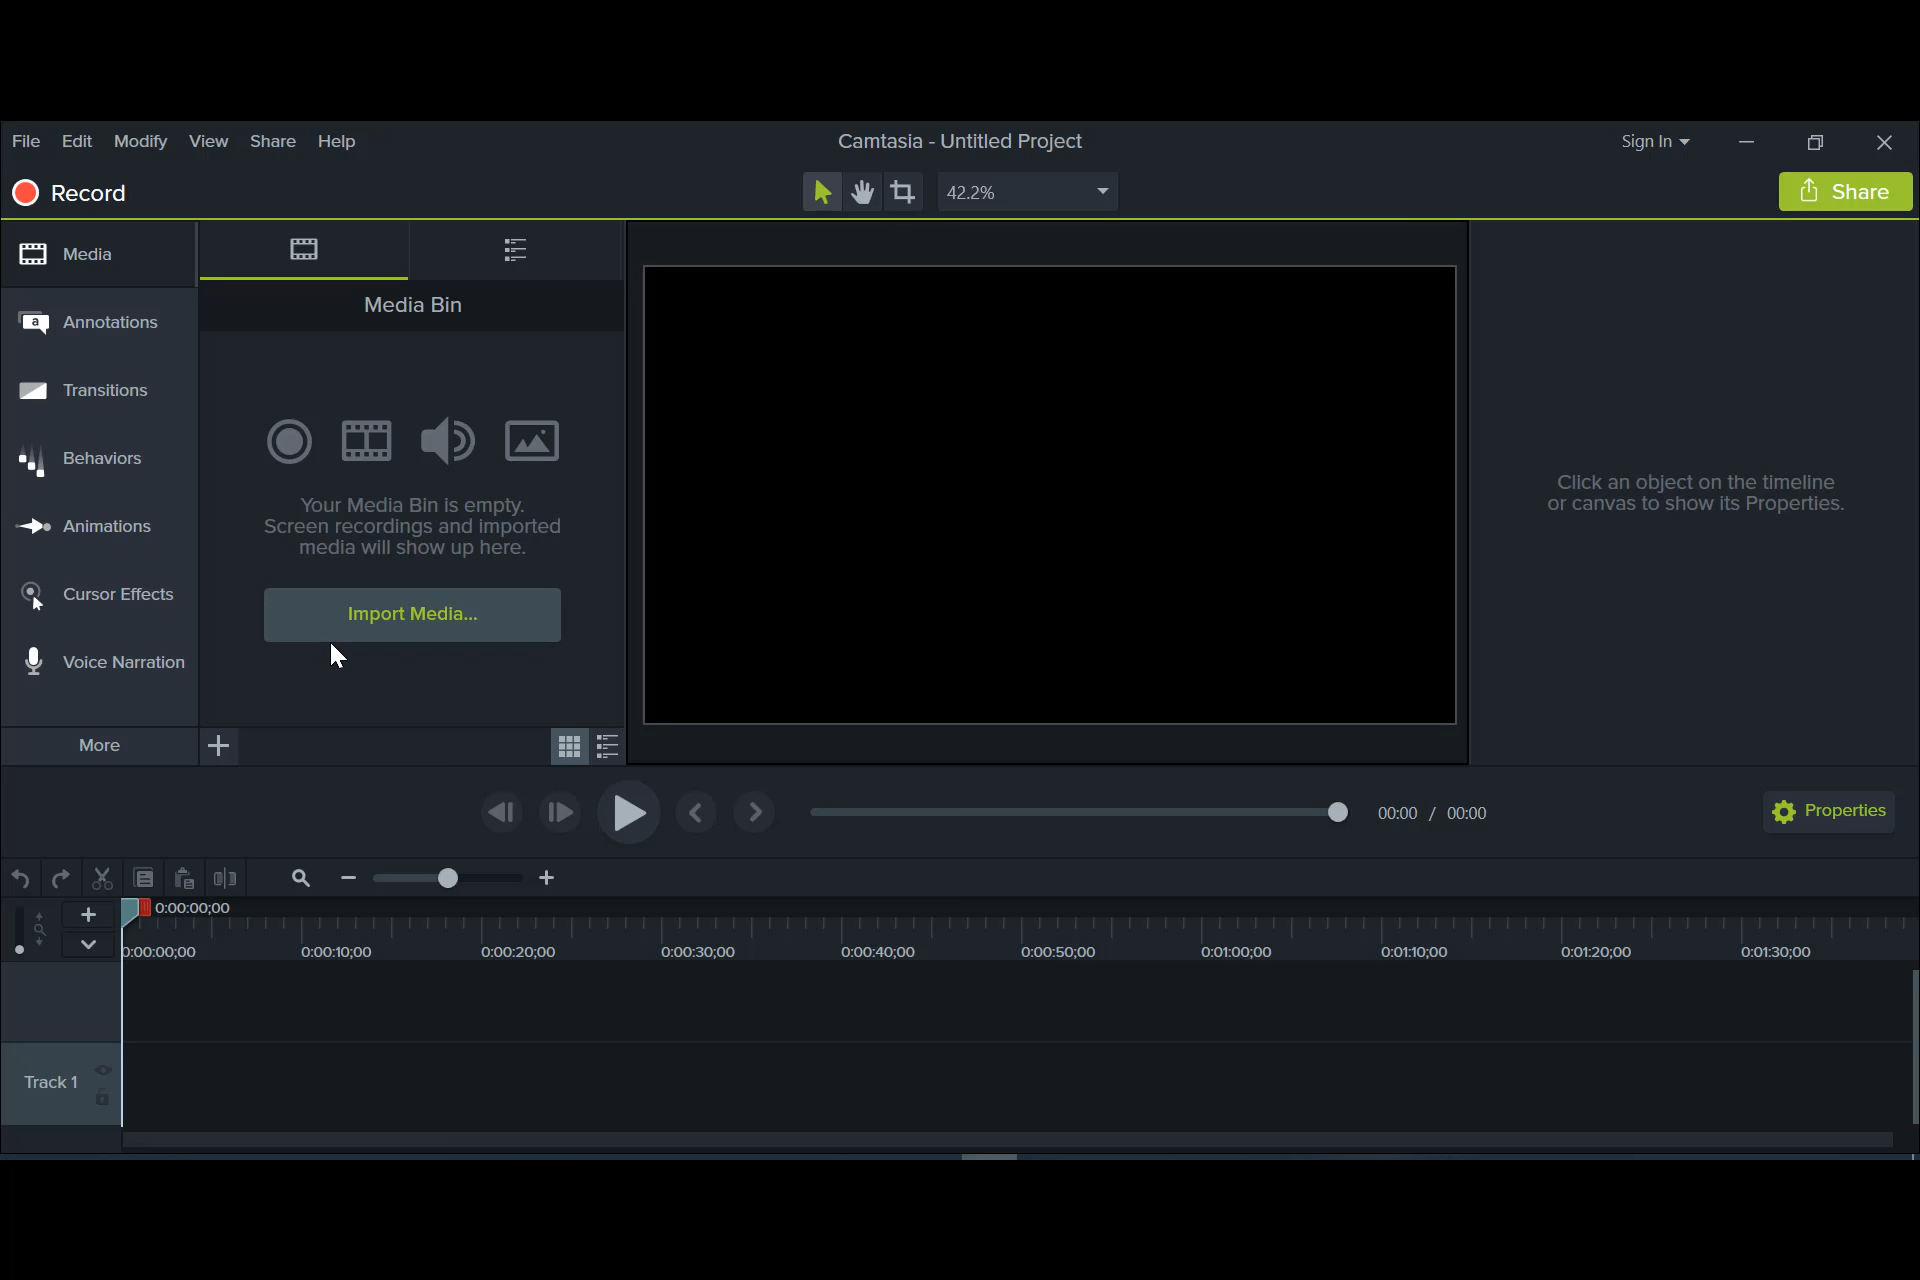 File Edit Modify View Share Help
Camtasia - Untitled Project
Sign In
Record
42.2%
Share
Media
Annotations
Transitions
Behaviors
Animations
Cursor Effects
Voice Narration
More
Media Bin
Your Media Bin is empty.
Screen recordings and imported
media will show up here.
Import Media...
Click an object on the timeline
or canvas to show its Properties.
00:00 / 00:00
Properties
0:00:00;00
0:00:00;00 0:00:10;00 0:00:20;00 0:00:30;00 0:00:40;00 0:00:50;00 0:01:00;00 0:01:10;00 0:01:20;00 0:01:30;00
Track 1